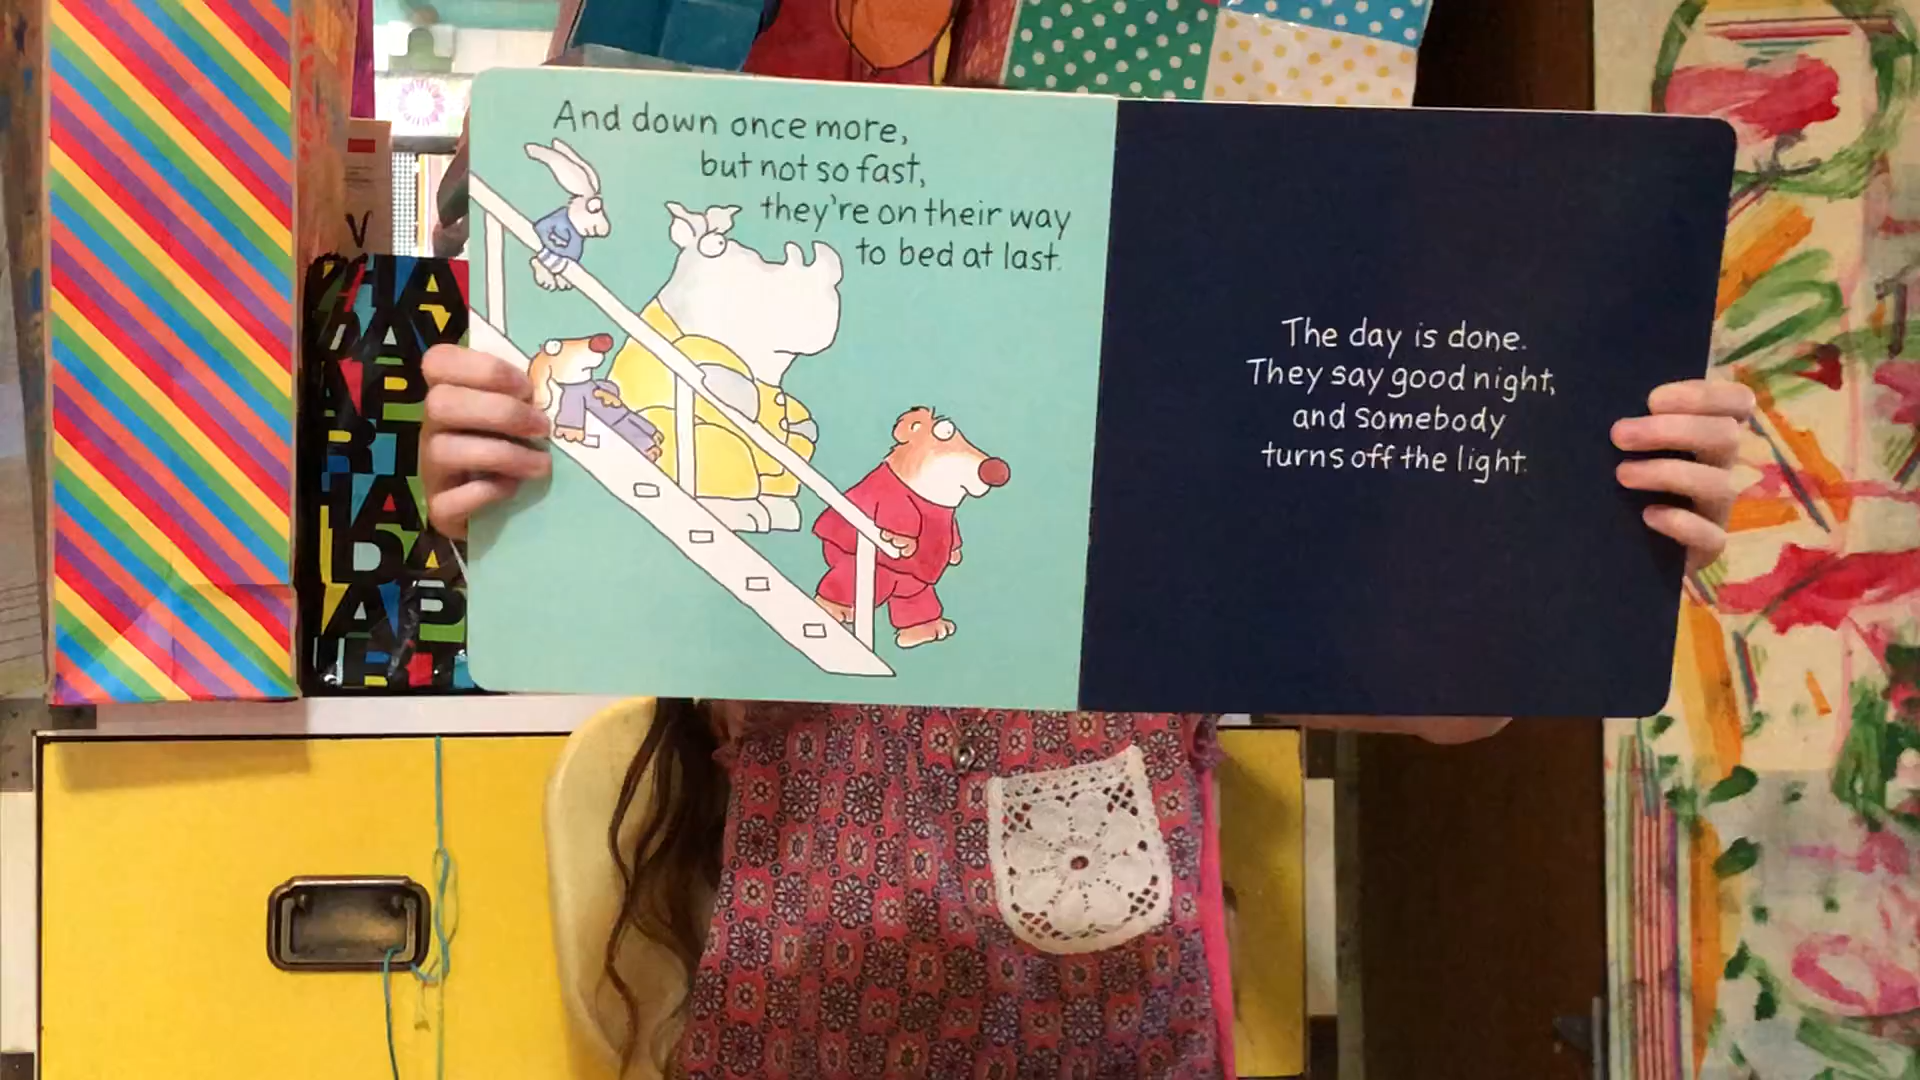 And down once more,
but not so fast,
they're on their way
to bed at last.
The day is done.
They say good night,
and somebody
turns off the light.